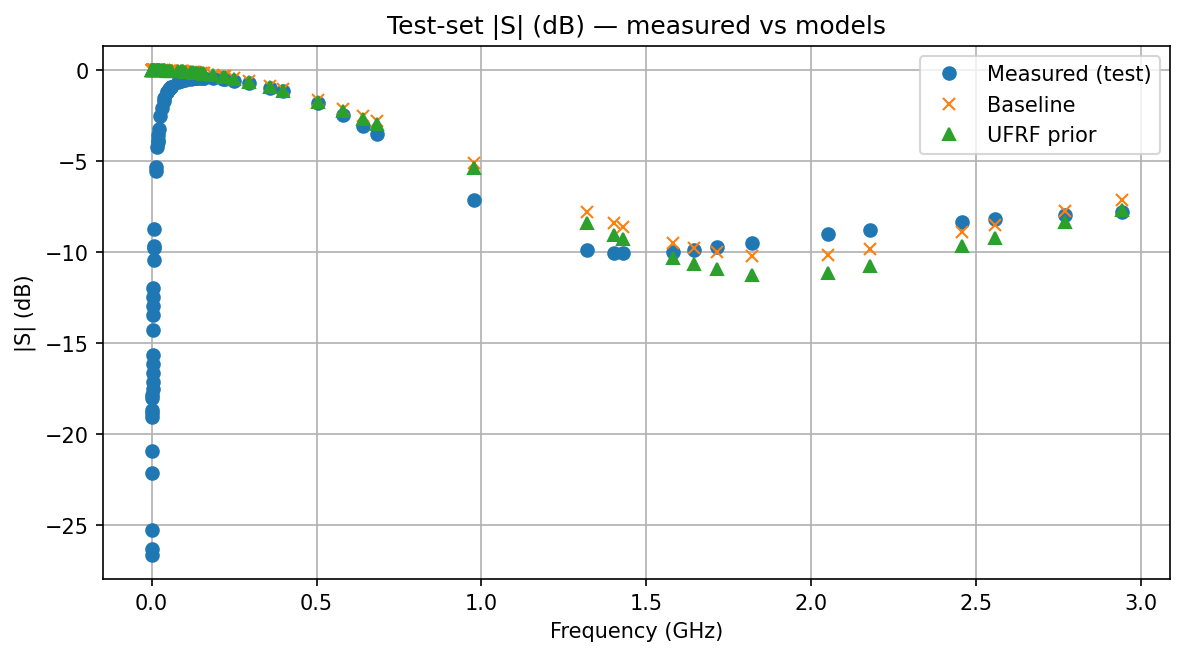 Test-set |S| (dB) — measured vs models
Measured (test)
Baseline
UFRF prior
|S| (dB)
0
−5
−10
−15
−20
−25
0.0 0.5 1.0 1.5 2.0 2.5 3.0
Frequency (GHz)